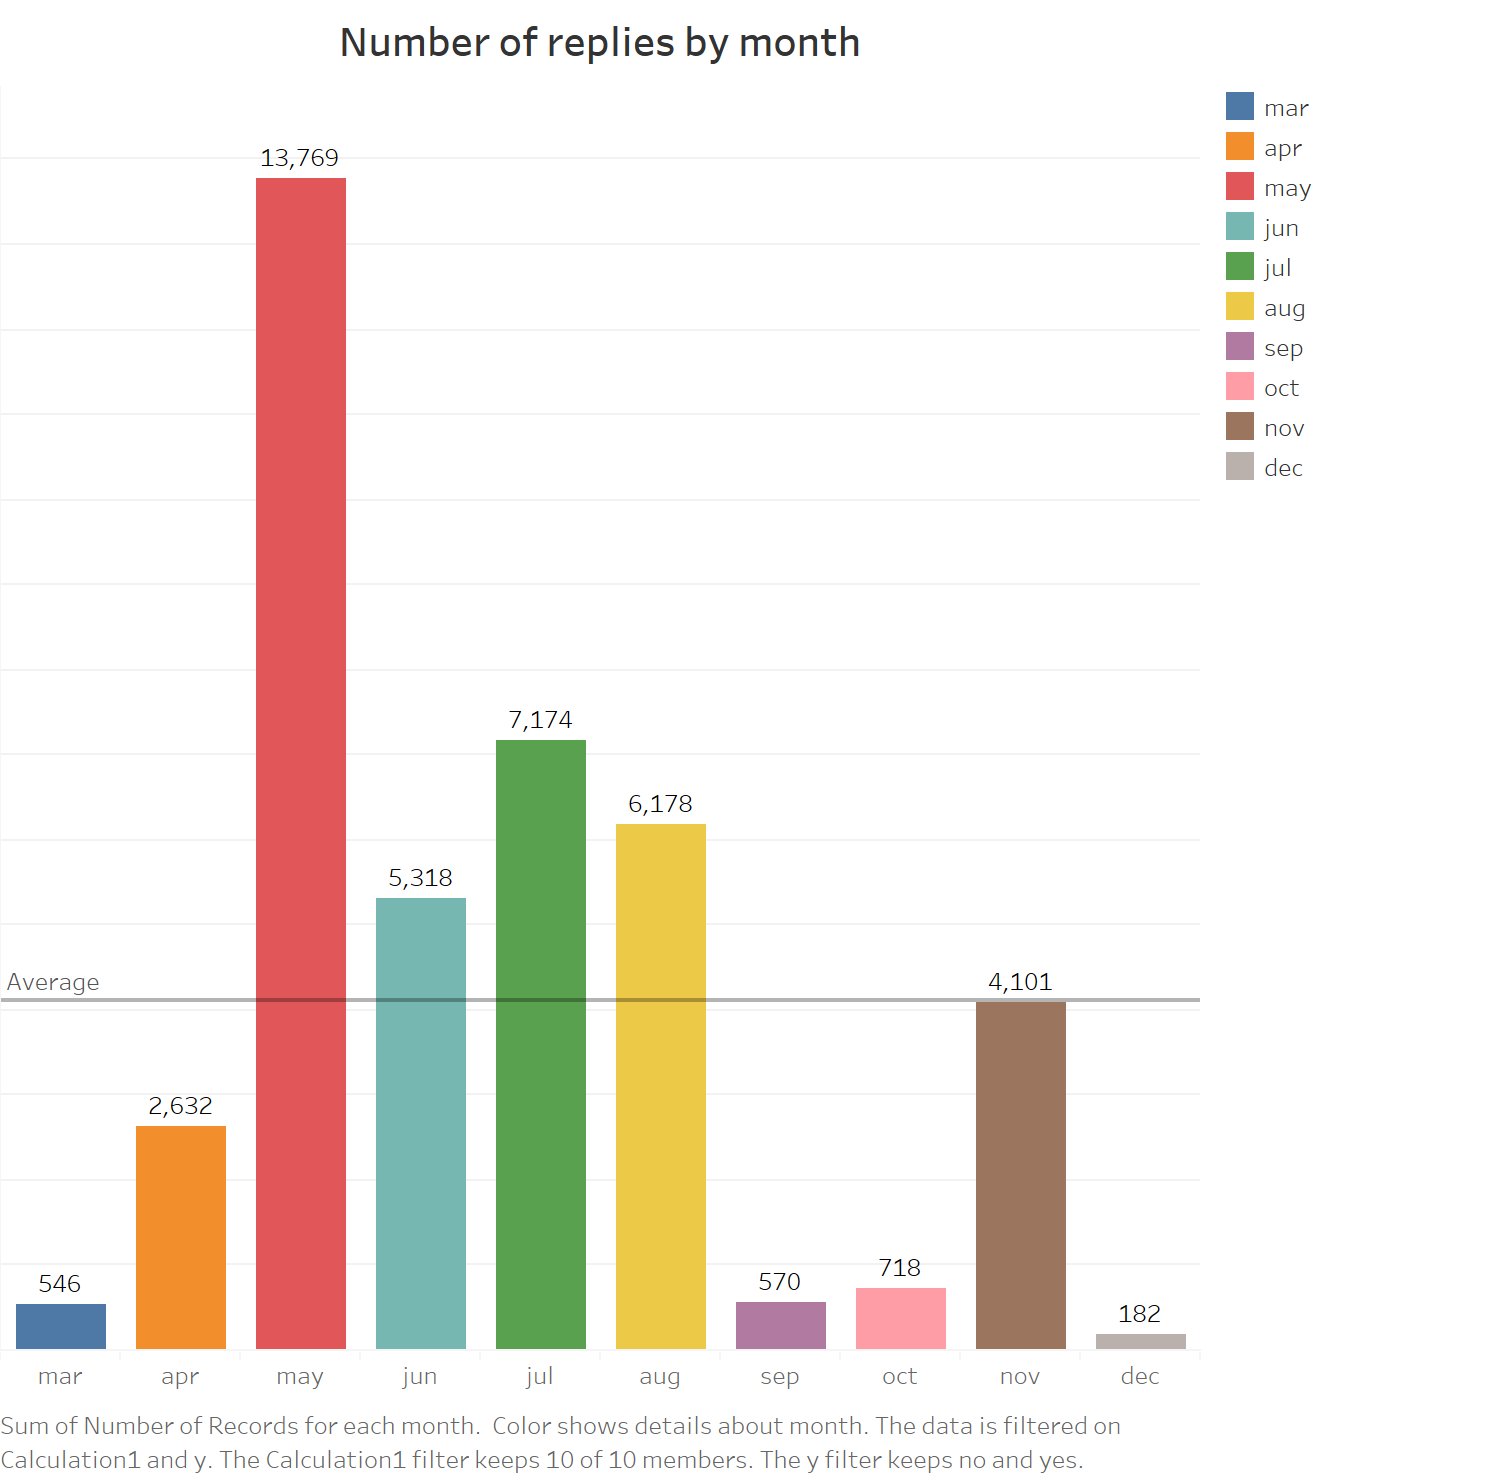 Number of replies by month
mar
apr
may
jun
jul
aug
sep
oct
nov
dec
13,769
7,174
6,178
5,318
Average
4,101
2,632
546
570
718
182
mar apr may jun jul aug sep oct nov dec
Sum of Number of Records for each month. Color shows details about month. The data is filtered on
Calculation1 and y. The Calculation1 filter keeps 10 of 10 members. The y filter keeps no and yes.